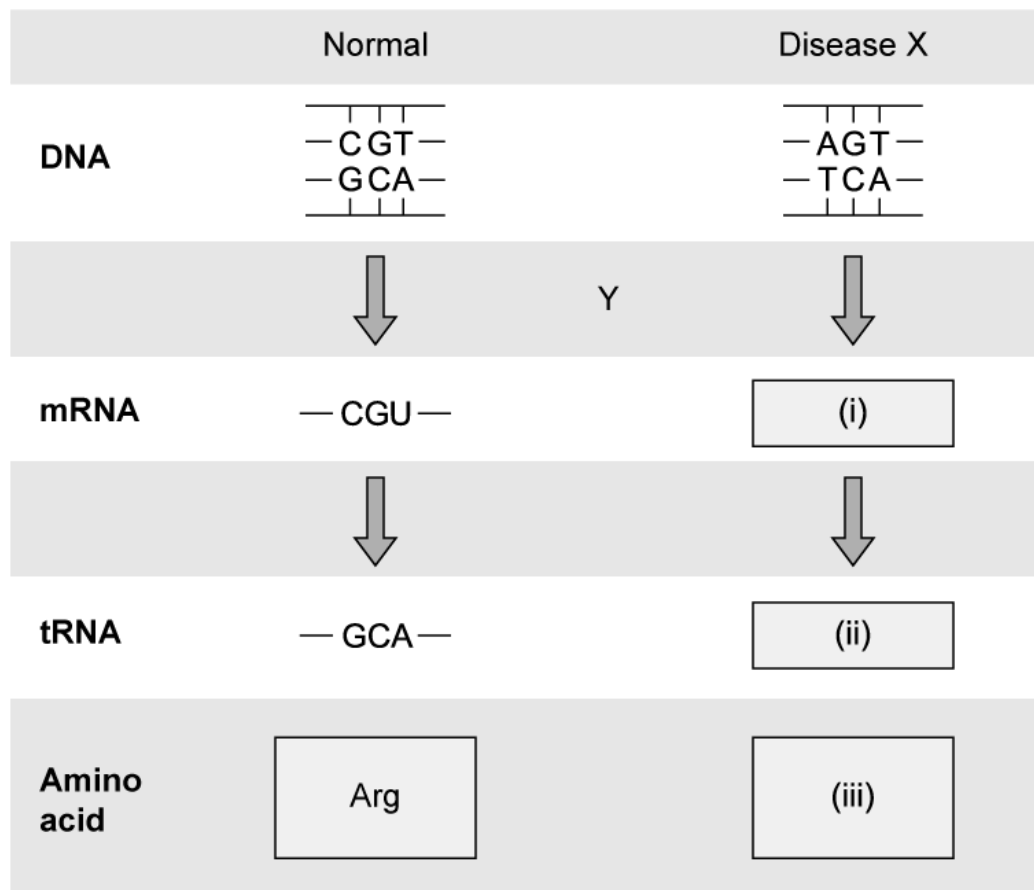 Normal Disease X
DNA
CGT AGT
GCA TCA
Y
mRNA — CGU — (i)
tRNA — GCA — (ii)
Amino
acid
Arg (iii)